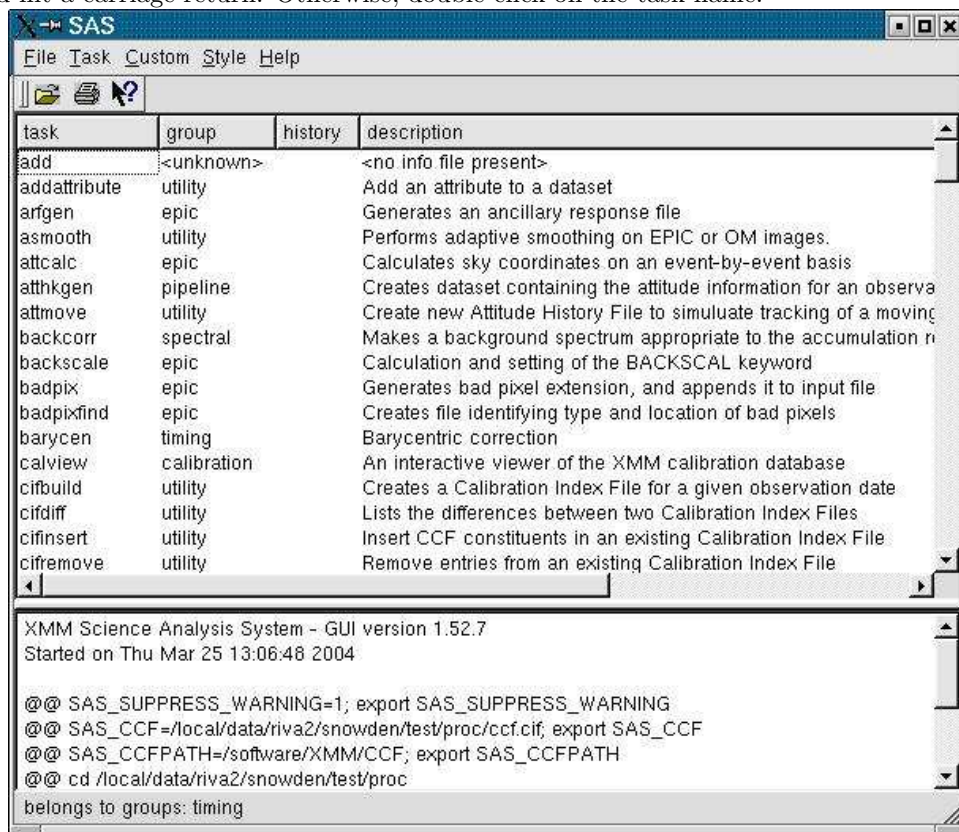 d hit a carriage return. Otherwise, double click on the task name.
SAS
File Task Custom Style Help
task group history description
add <unknown> <no info file present>
addattribute utility Add an attribute to a dataset
arfgen epic Generates an ancillary response file
asmooth utility Performs adaptive smoothing on EPIC or OM images.
attcalc epic Calculates sky coordinates on an event-by-event basis
atthkgen pipeline Creates dataset containing the attitude information for an observa
attmove utility Create new Attitude History File to simuluate tracking of a moving
backcorr spectral Makes a background spectrum appropriate to the accumulation r
backscale epic Calculation and setting of the BACKSCAL keyword
badpix epic Generates bad pixel extension, and appends it to input file
badpixfind epic Creates file identifying type and location of bad pixels
barycen timing Barycentric correction
calview calibration An interactive viewer of the XMM calibration database
cifbuild utility Creates a Calibration Index File for a given observation date
cifdiff utility Lists the differences between two Calibration Index Files
cifinsert utility Insert CCF constituents in an existing Calibration Index File
cifremove utility Remove entries from an existing Calibration Index File
XMM Science Analysis System - GUI version 1.52.7
Started on Thu Mar 25 13:06:48 2004
@@ SAS_SUPPRESS_WARNING=1; export SAS_SUPPRESS_WARNING
@@ SAS_CCF=/local/data/riva2/snowden/test/proc/ccf.cif; export SAS_CCF
@@ SAS_CCFPATH=/software/XMM/CCF; export SAS_CCFPATH
@@ cd /local/data/riva2/snowden/test/proc
belongs to groups: timing